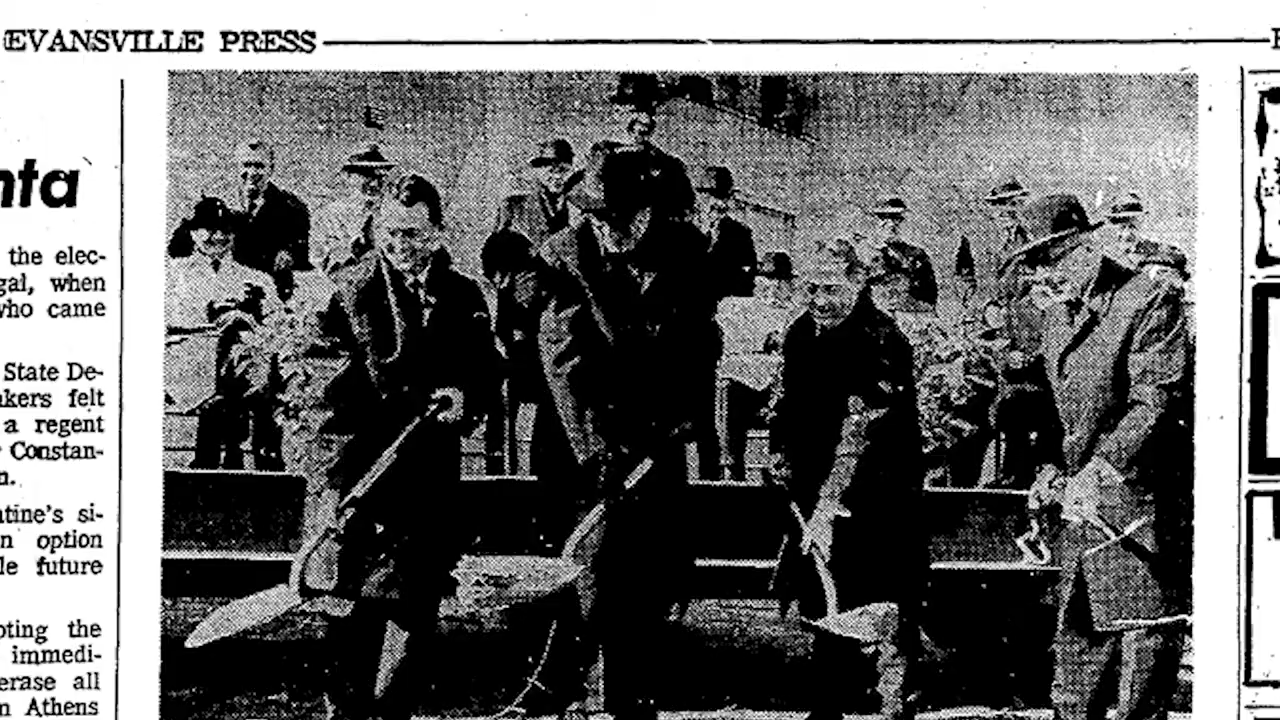 EVANSVILLE PRESS
nta
the elec-
gal, when
who came
State De-
akers felt
a regent
Constan-
n.
ntine's si-
n option
le future
oting the
immedi-
erase all
n Athens